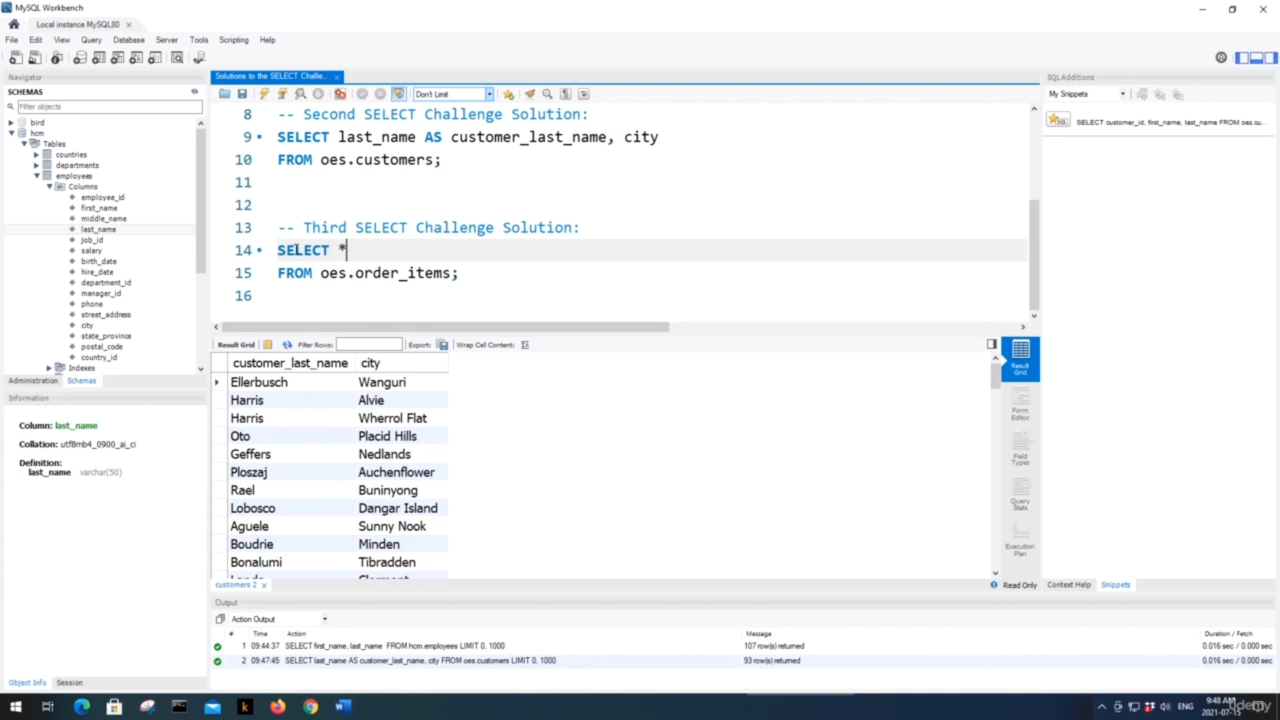 MySQL Workbench
Local instance MySQL80 ×
File Edit View Query Database Server Tools Scripting Help
Navigator
SCHEMAS
Filter objects
bird
hcm
Tables
countries
departments
employees
Columns
employee_id
first_name
middle_name
last_name
job_id
salary
birth_date
hire_date
department_id
manager_id
phone
street_address
city
state_province
postal_code
country_id
Indexes
Administration Schemas
Information
Column: last_name
Collation: utf8mb4_0900_ai_ci
Definition:
last_name varchar(50)
Object Info Session
Solutions to the SELECT Challe... ×
Don't Limit
8 -- Second SELECT Challenge Solution:
9 SELECT last_name AS customer_last_name, city
10 FROM oes.customers;
11
12
13 -- Third SELECT Challenge Solution:
14 SELECT *
15 FROM oes.order_items;
16
Result Grid Filter Rows: Export: Wrap Cell Content:
customer_last_name city
Ellerbusch Wanguri
Harris Alvie
Harris Wherrol Flat
Oto Placid Hills
Geffers Nedlands
Ploszaj Auchenflower
Rael Buninyong
Lobosco Dangar Island
Aguele Sunny Nook
Boudrie Minden
Bonalumi Tibradden
Result Grid
Form Editor
Field Types
Query Stats
Execution Plan
customers 2 ×
Read Only
Output
Action Output
# Time Action Message Duration / Fetch
1 09:44:37 SELECT first_name, last_name FROM hcm.employees LIMIT 0, 1000 107 row(s) returned 0.016 sec / 0.000 sec
2 09:47:45 SELECT last_name AS customer_last_name, city FROM oes.customers LIMIT 0, 1000 93 row(s) returned 0.016 sec / 0.000 sec
SQLAdditions
My Snippets
SELECT customer_id, first_name, last_name FROM oes.cu...
Context Help Snippets
ENG
9:48 AM
2021-07-15
ûdemy